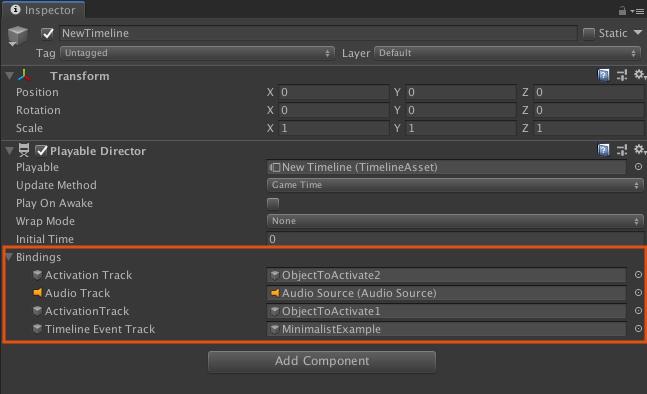 Inspector
NewTimeline Static
Tag Untagged Layer Default
Transform
Position X 0 Y 0 Z 0
Rotation X 0 Y 0 Z 0
Scale X 1 Y 1 Z 1
Playable Director
Playable New Timeline (TimelineAsset)
Update Method Game Time
Play On Awake
Wrap Mode None
Initial Time 0
Bindings
Activation Track ObjectToActivate2
Audio Track Audio Source (Audio Source)
ActivationTrack ObjectToActivate1
Timeline Event Track MinimalistExample
Add Component